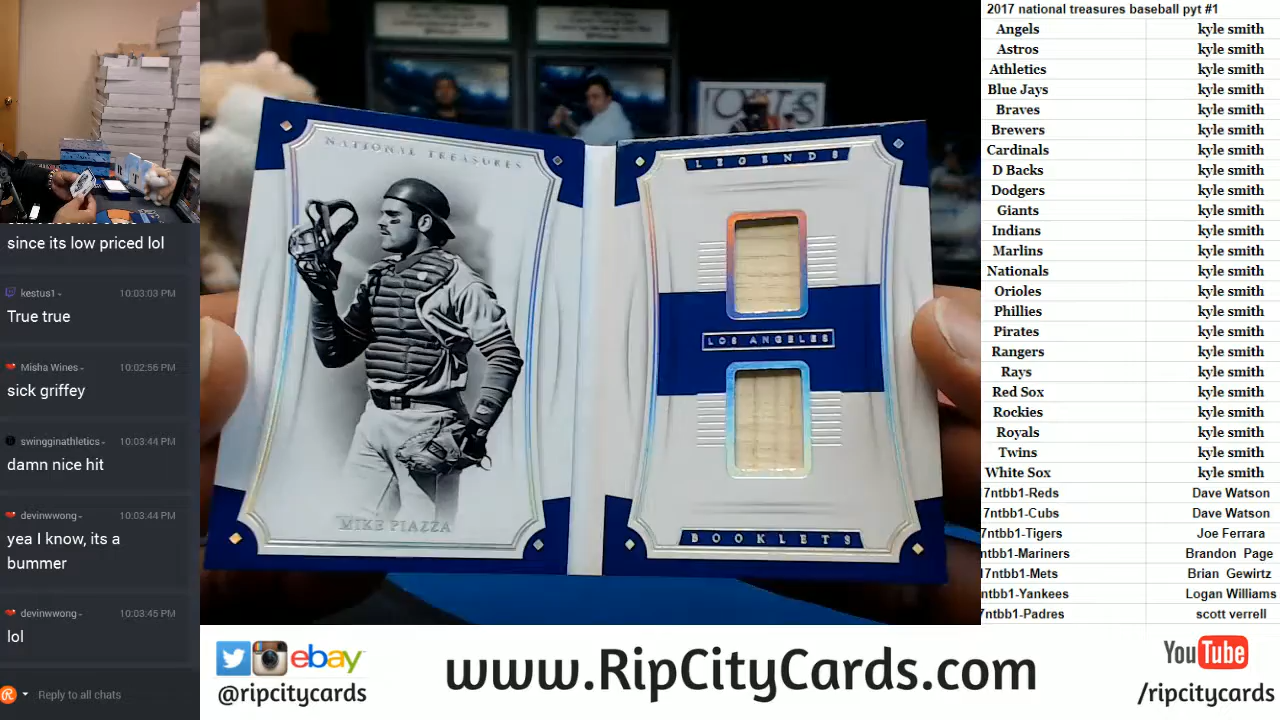 since its low priced lol
kestus1 10:03:03 PM
True true
Misha Wines 10:02:56 PM
sick griffey
swingginathletics 10:03:44 PM
damn nice hit
devinwwong 10:03:44 PM
yea I know, its a
bummer
devinwwong 10:03:45 PM
lol
Reply to all chats
NATIONAL TREASURES
MIKE PIAZZA
LEGENDS
LOS ANGELES
BOOKLETS
2017 national treasures baseball pyt #1
Angels kyle smith
Astros kyle smith
Athletics kyle smith
Blue Jays kyle smith
Braves kyle smith
Brewers kyle smith
Cardinals kyle smith
D Backs kyle smith
Dodgers kyle smith
Giants kyle smith
Indians kyle smith
Marlins kyle smith
Nationals kyle smith
Orioles kyle smith
Phillies kyle smith
Pirates kyle smith
Rangers kyle smith
Rays kyle smith
Red Sox kyle smith
Rockies kyle smith
Royals kyle smith
Twins kyle smith
White Sox kyle smith
7ntbb1-Reds Dave Watson
7ntbb1-Cubs Dave Watson
7ntbb1-Tigers Joe Ferrara
ntbb1-Mariners Brandon Page
17ntbb1-Mets Brian Gewirtz
ntbb1-Yankees Logan Williams
7ntbb1-Padres scott verrell
ebay
@ripcitycards
www.RipCityCards.com
YouTube
/ripcitycards